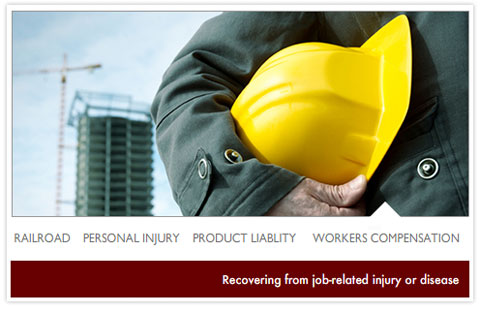 RAILROAD PERSONAL INJURY PRODUCT LIABLITY WORKERS COMPENSATION
Recovering from job-related injury or disease